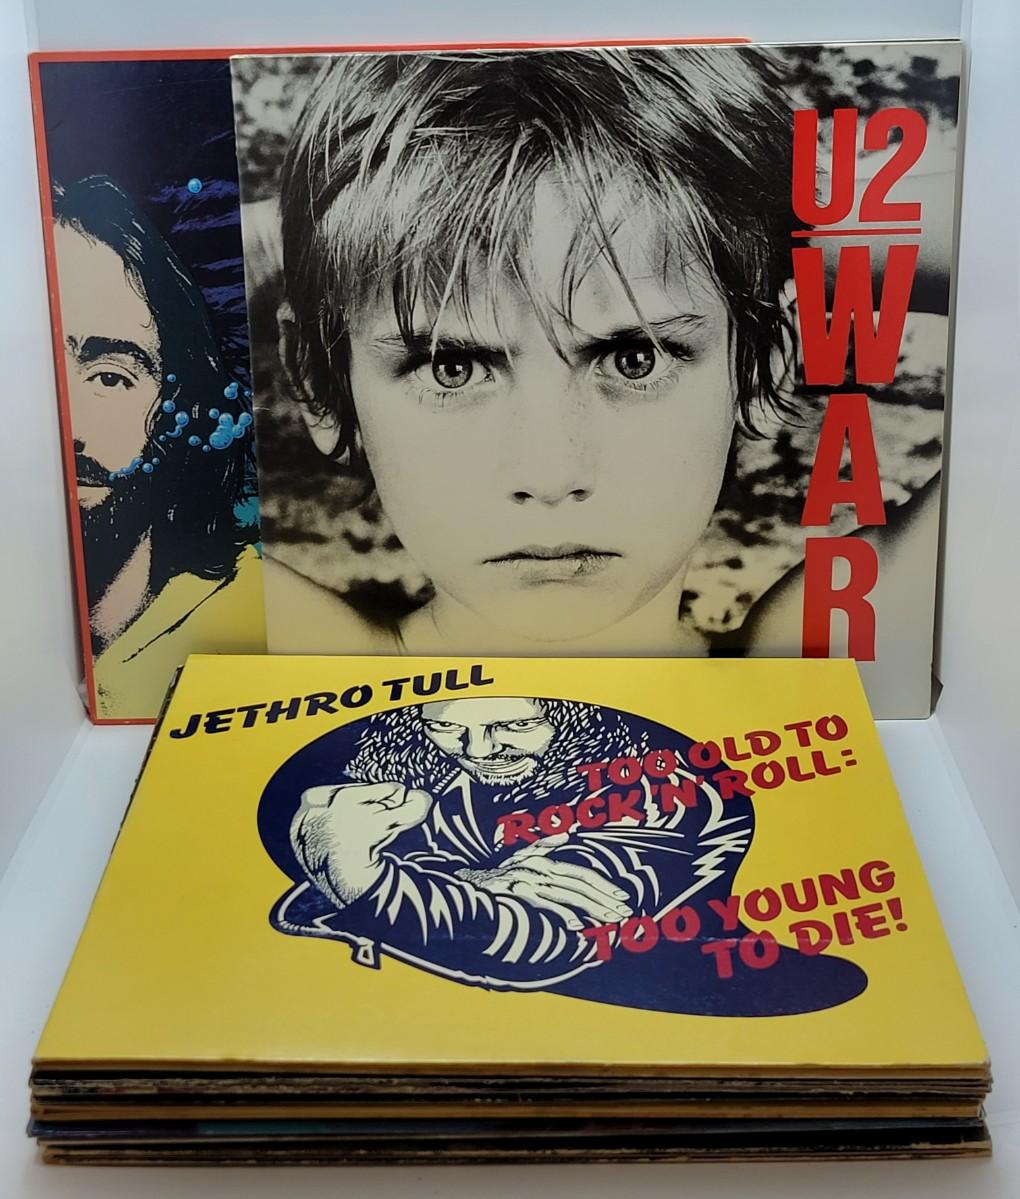 U2
WAR
JETHRO TULL
TOO OLD TO
ROCK 'N' ROLL:
TOO YOUNG
TO DIE!